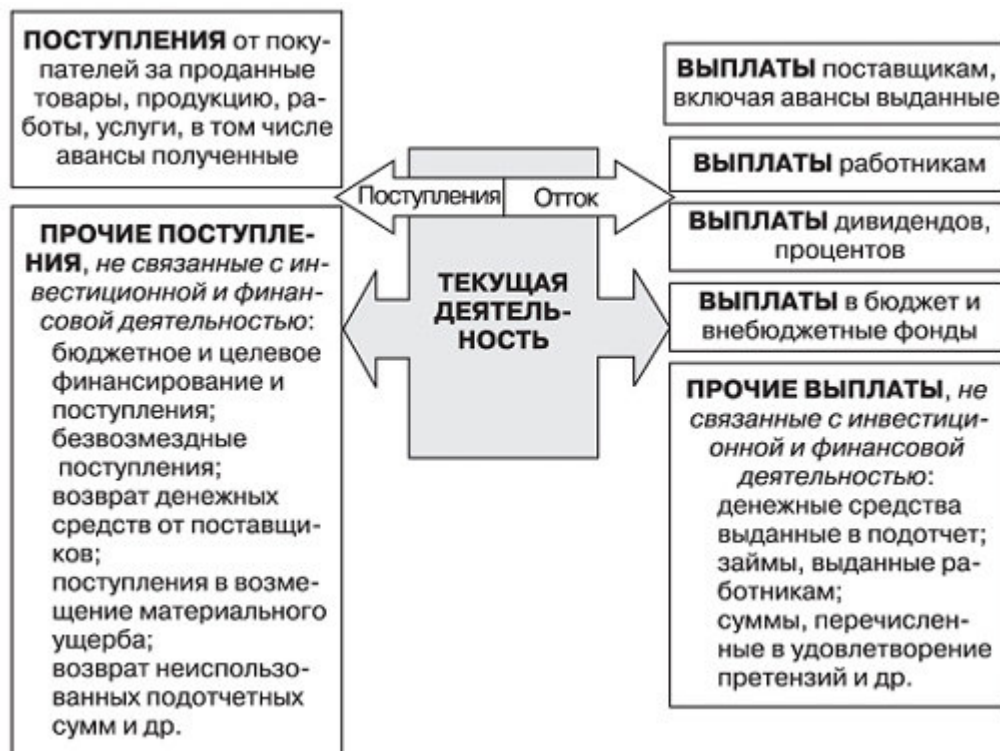 ПОСТУПЛЕНИЯ от поку-
пателей за проданные
товары, продукцию, ра-
боты, услуги, в том числе
авансы полученные
ПРОЧИЕ ПОСТУПЛЕ-
НИЯ, не связанные с ин-
вестиционной и финан-
совой деятельностью:
бюджетное и целевое
финансирование и
поступления;
безвозмездные
поступления;
возврат денежных
средств от поставщи-
ков;
поступления в возме-
щение материального
ущерба;
возврат неиспользо-
ванных подотчетных
сумм и др.
Поступления
Отток
ТЕКУЩАЯ
ДЕЯТЕЛЬ-
НОСТЬ
ВЫПЛАТЫ поставщикам,
включая авансы выданные
ВЫПЛАТЫ работникам
ВЫПЛАТЫ дивидендов,
процентов
ВЫПЛАТЫ в бюджет и
внебюджетные фонды
ПРОЧИЕ ВЫПЛАТЫ, не
связанные с инвестици-
онной и финансовой
деятельностью:
денежные средства
выданные в подотчет;
займы, выданные ра-
ботникам;
суммы, перечислен-
ные в удовлетворение
претензий и др.